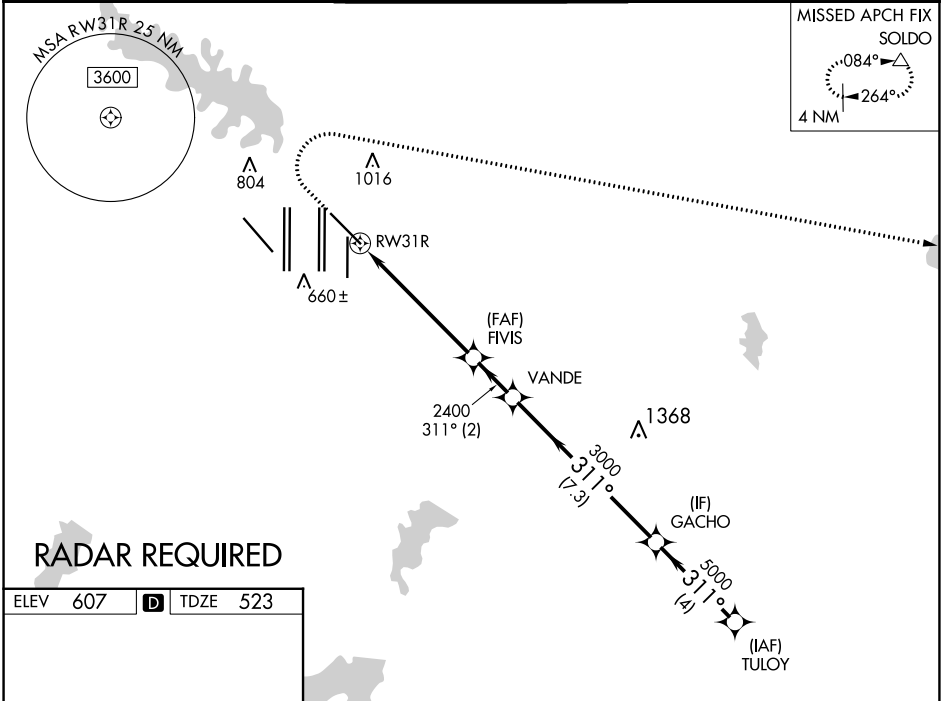 MSA RW31R 25 NM
3600
MISSED APCH FIX
SOLDO
084°
264°
4 NM
804
1016
RW31R
660 ±
(FAF)
FIVIS
VANDE
2400
311° (2)
1368
3000
311°
(7.3)
(IF)
GACHO
5000
311°
(4)
(IAF)
TULOY
RADAR REQUIRED
ELEV 607 D TDZE 523